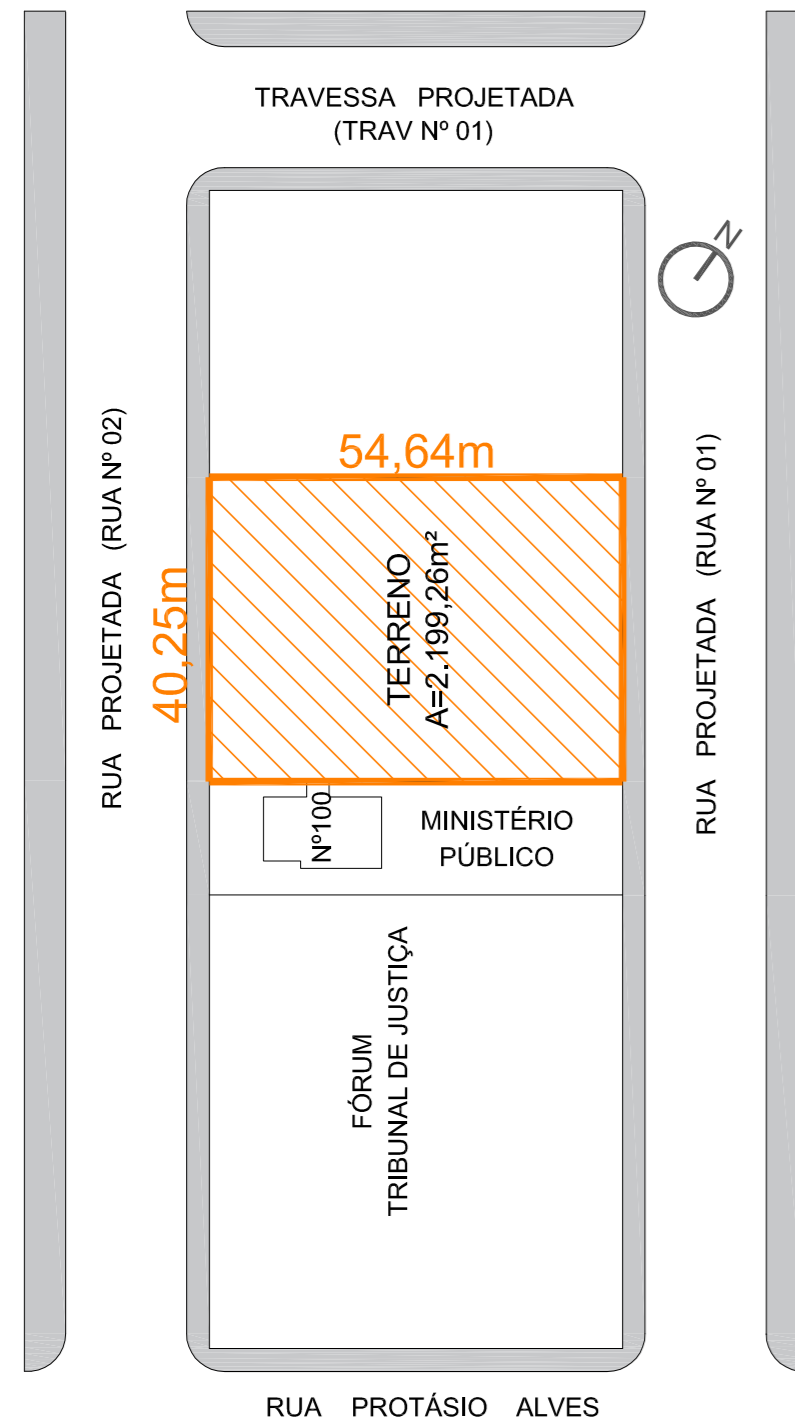 TRAVESSA PROJETADA
(TRAV Nº 01)
N
54,64m
RUA PROJETADA (RUA Nº 02)
40,25m
TERRENO
A=2.199,26m²
RUA PROJETADA (RUA Nº 01)
Nº100
MINISTÉRIO
PÚBLICO
FÓRUM
TRIBUNAL DE JUSTIÇA
RUA PROTÁSIO ALVES